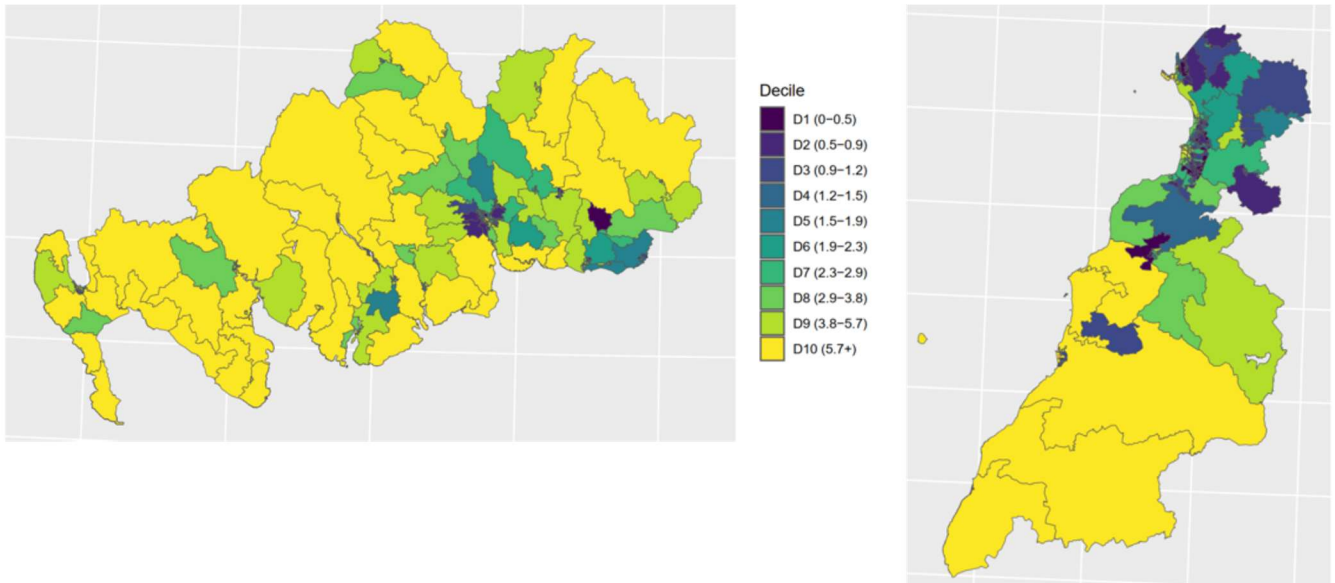 Decile
D1 (0−0.5)
D2 (0.5−0.9)
D3 (0.9−1.2)
D4 (1.2−1.5)
D5 (1.5−1.9)
D6 (1.9−2.3)
D7 (2.3−2.9)
D8 (2.9−3.8)
D9 (3.8−5.7)
D10 (5.7+)